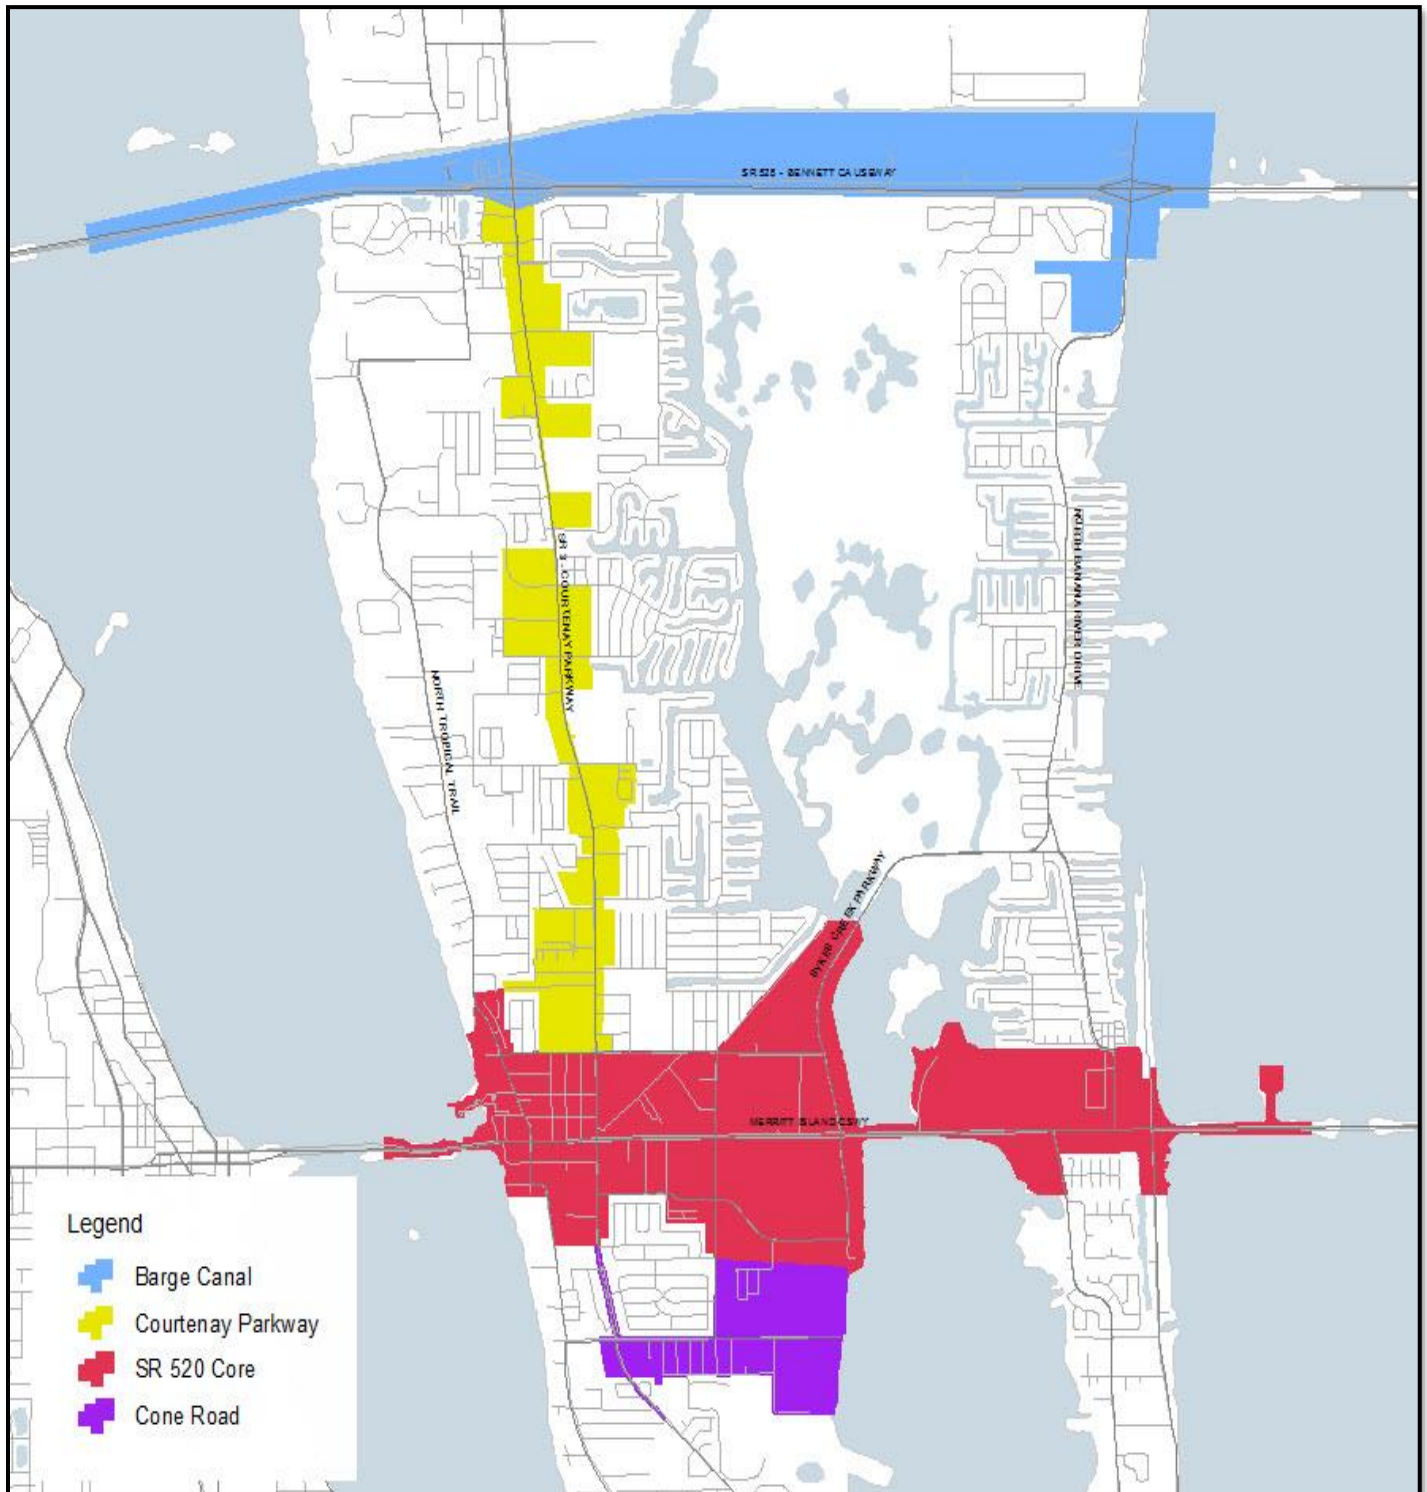 SR 528 - BENNETT CAUSEWAY
SR 3 - COURTENAY PARKWAY
NORTH BANANA RIVER DRIVE
NORTH TROPICAL TRAIL
SYKES CREEK PARKWAY
MERRITT ISLAND CSWY
Legend
Barge Canal
Courtenay Parkway
SR 520 Core
Cone Road